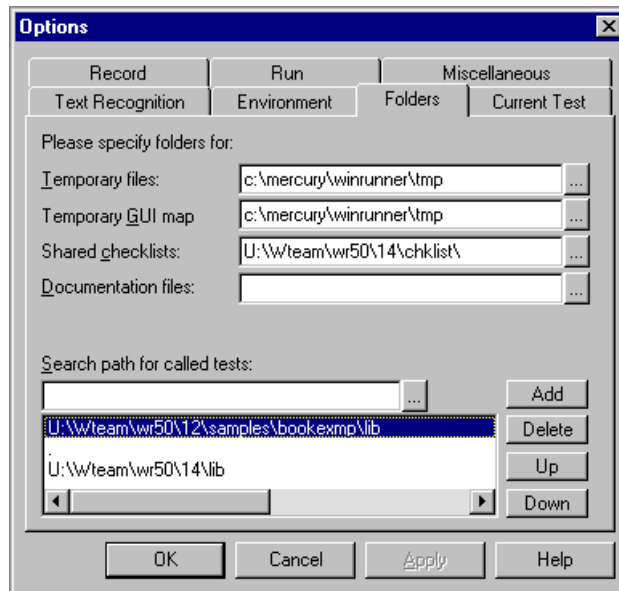 Options
Record Run Miscellaneous
Text Recognition Environment Folders Current Test
Please specify folders for:
Temporary files: c:\mercury\winrunner\tmp ...
Temporary GUI map c:\mercury\winrunner\tmp ...
Shared checklists: U:\Wteam\wr50\14\chklist\ ...
Documentation files: ...
Search path for called tests:
... Add
U:\Wteam\wr50\12\samples\bookexmp\lib Delete
.
U:\Wteam\wr50\14\lib Up
Down
OK Cancel Apply Help